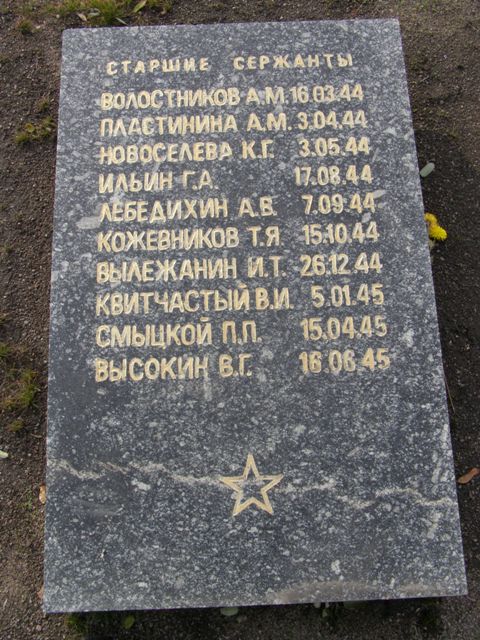 СТАРШИЕ СЕРЖАНТЫ
ВОЛОСТНИКОВ А.М. 16.03.44
ПЛАСТИНИНА А.М. 3.04.44
НОВОСЕЛЕВА К.Г. 3.05.44
ИЛЬИН Г.А. 17.08.44
ЛЕБЕДИХИН А.В. 7.09.44
КОЖЕВНИКОВ Т.Я. 15.10.44
ВЫЛЕЖАНИН И.Т. 26.12.44
КВИТЧАСТЫЙ В.И. 5.01.45
СМЫЦКОЙ П.П. 15.04.45
ВЫСОКИН В.Г. 16.06.45